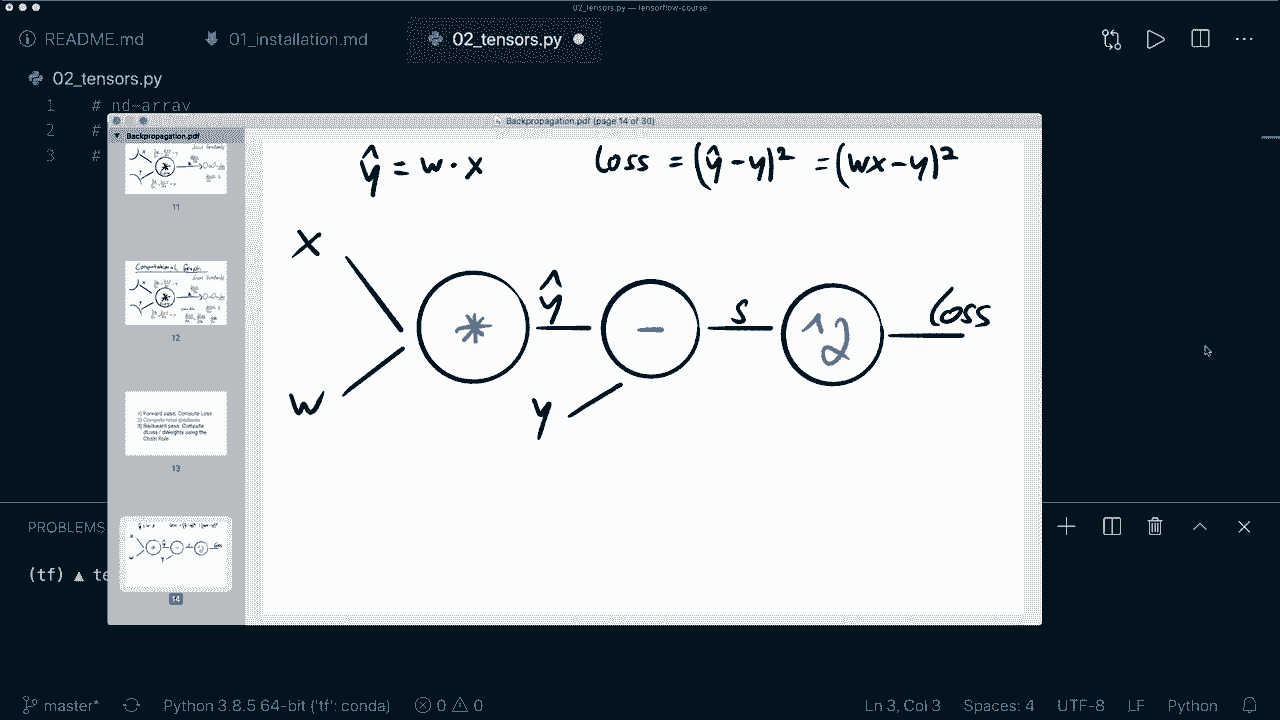 02_tensors.py — tensorflow-course
README.md 01_installation.md 02_tensors.py
02_tensors.py
1 # nd-array
2 #
3 #
Backpropagation.pdf (page 14 of 30)
Backpropagation.pdf
11
Computational Graph
12
1) Forward pass: Compute Loss
2) Compute local gradients
3) Backward pass: Compute
dLoss / dWeights using the
Chain Rule
13
14
ŷ = w · x Loss = (ŷ - y)² = (wx - y)²
x
* ŷ - s ^2 Loss
w
y
PROBLEMS
(tf) ▲ te
master* Python 3.8.5 64-bit ('tf': conda) 0 0 Ln 3, Col 3 Spaces: 4 UTF-8 LF Python